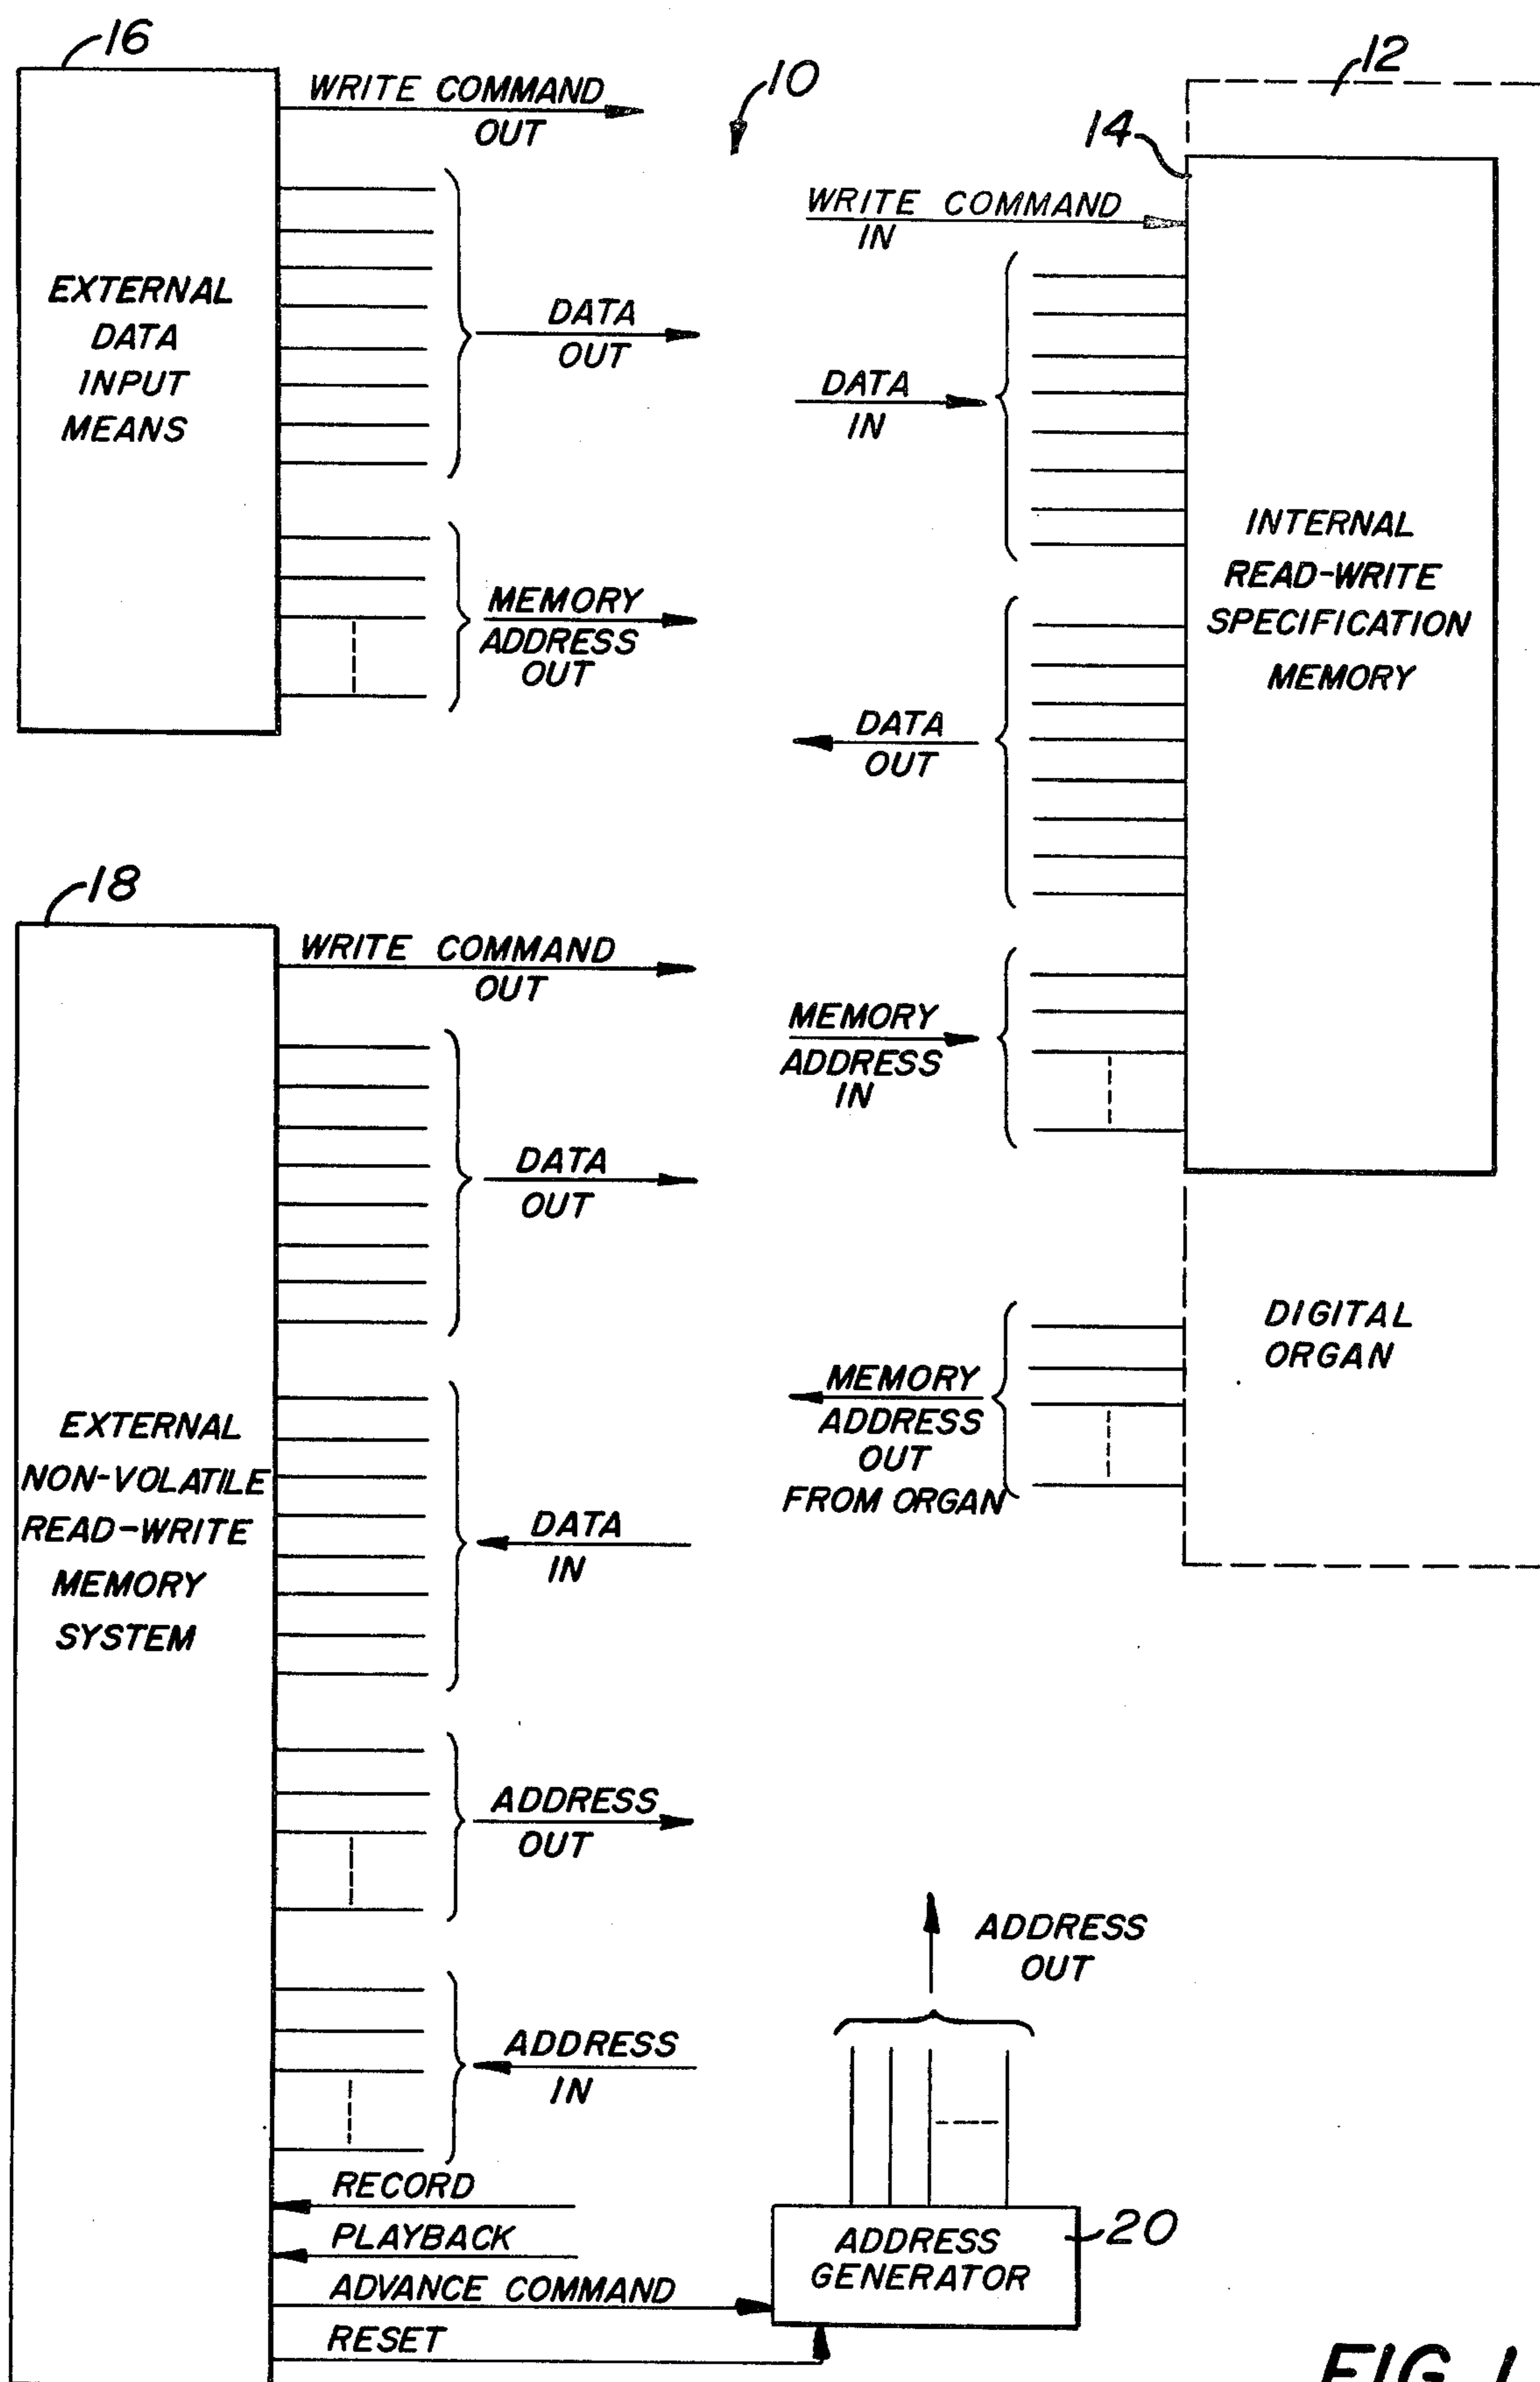 16
WRITE COMMAND
OUT
EXTERNAL
DATA
INPUT
MEANS
DATA
OUT
MEMORY
ADDRESS
OUT
10
12
14
WRITE COMMAND
IN
DATA
IN
INTERNAL
READ-WRITE
SPECIFICATION
MEMORY
DATA
OUT
MEMORY
ADDRESS
IN
DIGITAL
ORGAN
MEMORY
ADDRESS
OUT
FROM ORGAN
18
WRITE COMMAND
OUT
DATA
OUT
EXTERNAL
NON-VOLATILE
READ-WRITE
MEMORY
SYSTEM
DATA
IN
ADDRESS
OUT
ADDRESS
IN
RECORD
PLAYBACK
ADVANCE COMMAND
RESET
ADDRESS
OUT
ADDRESS
GENERATOR
20
FIG. 1